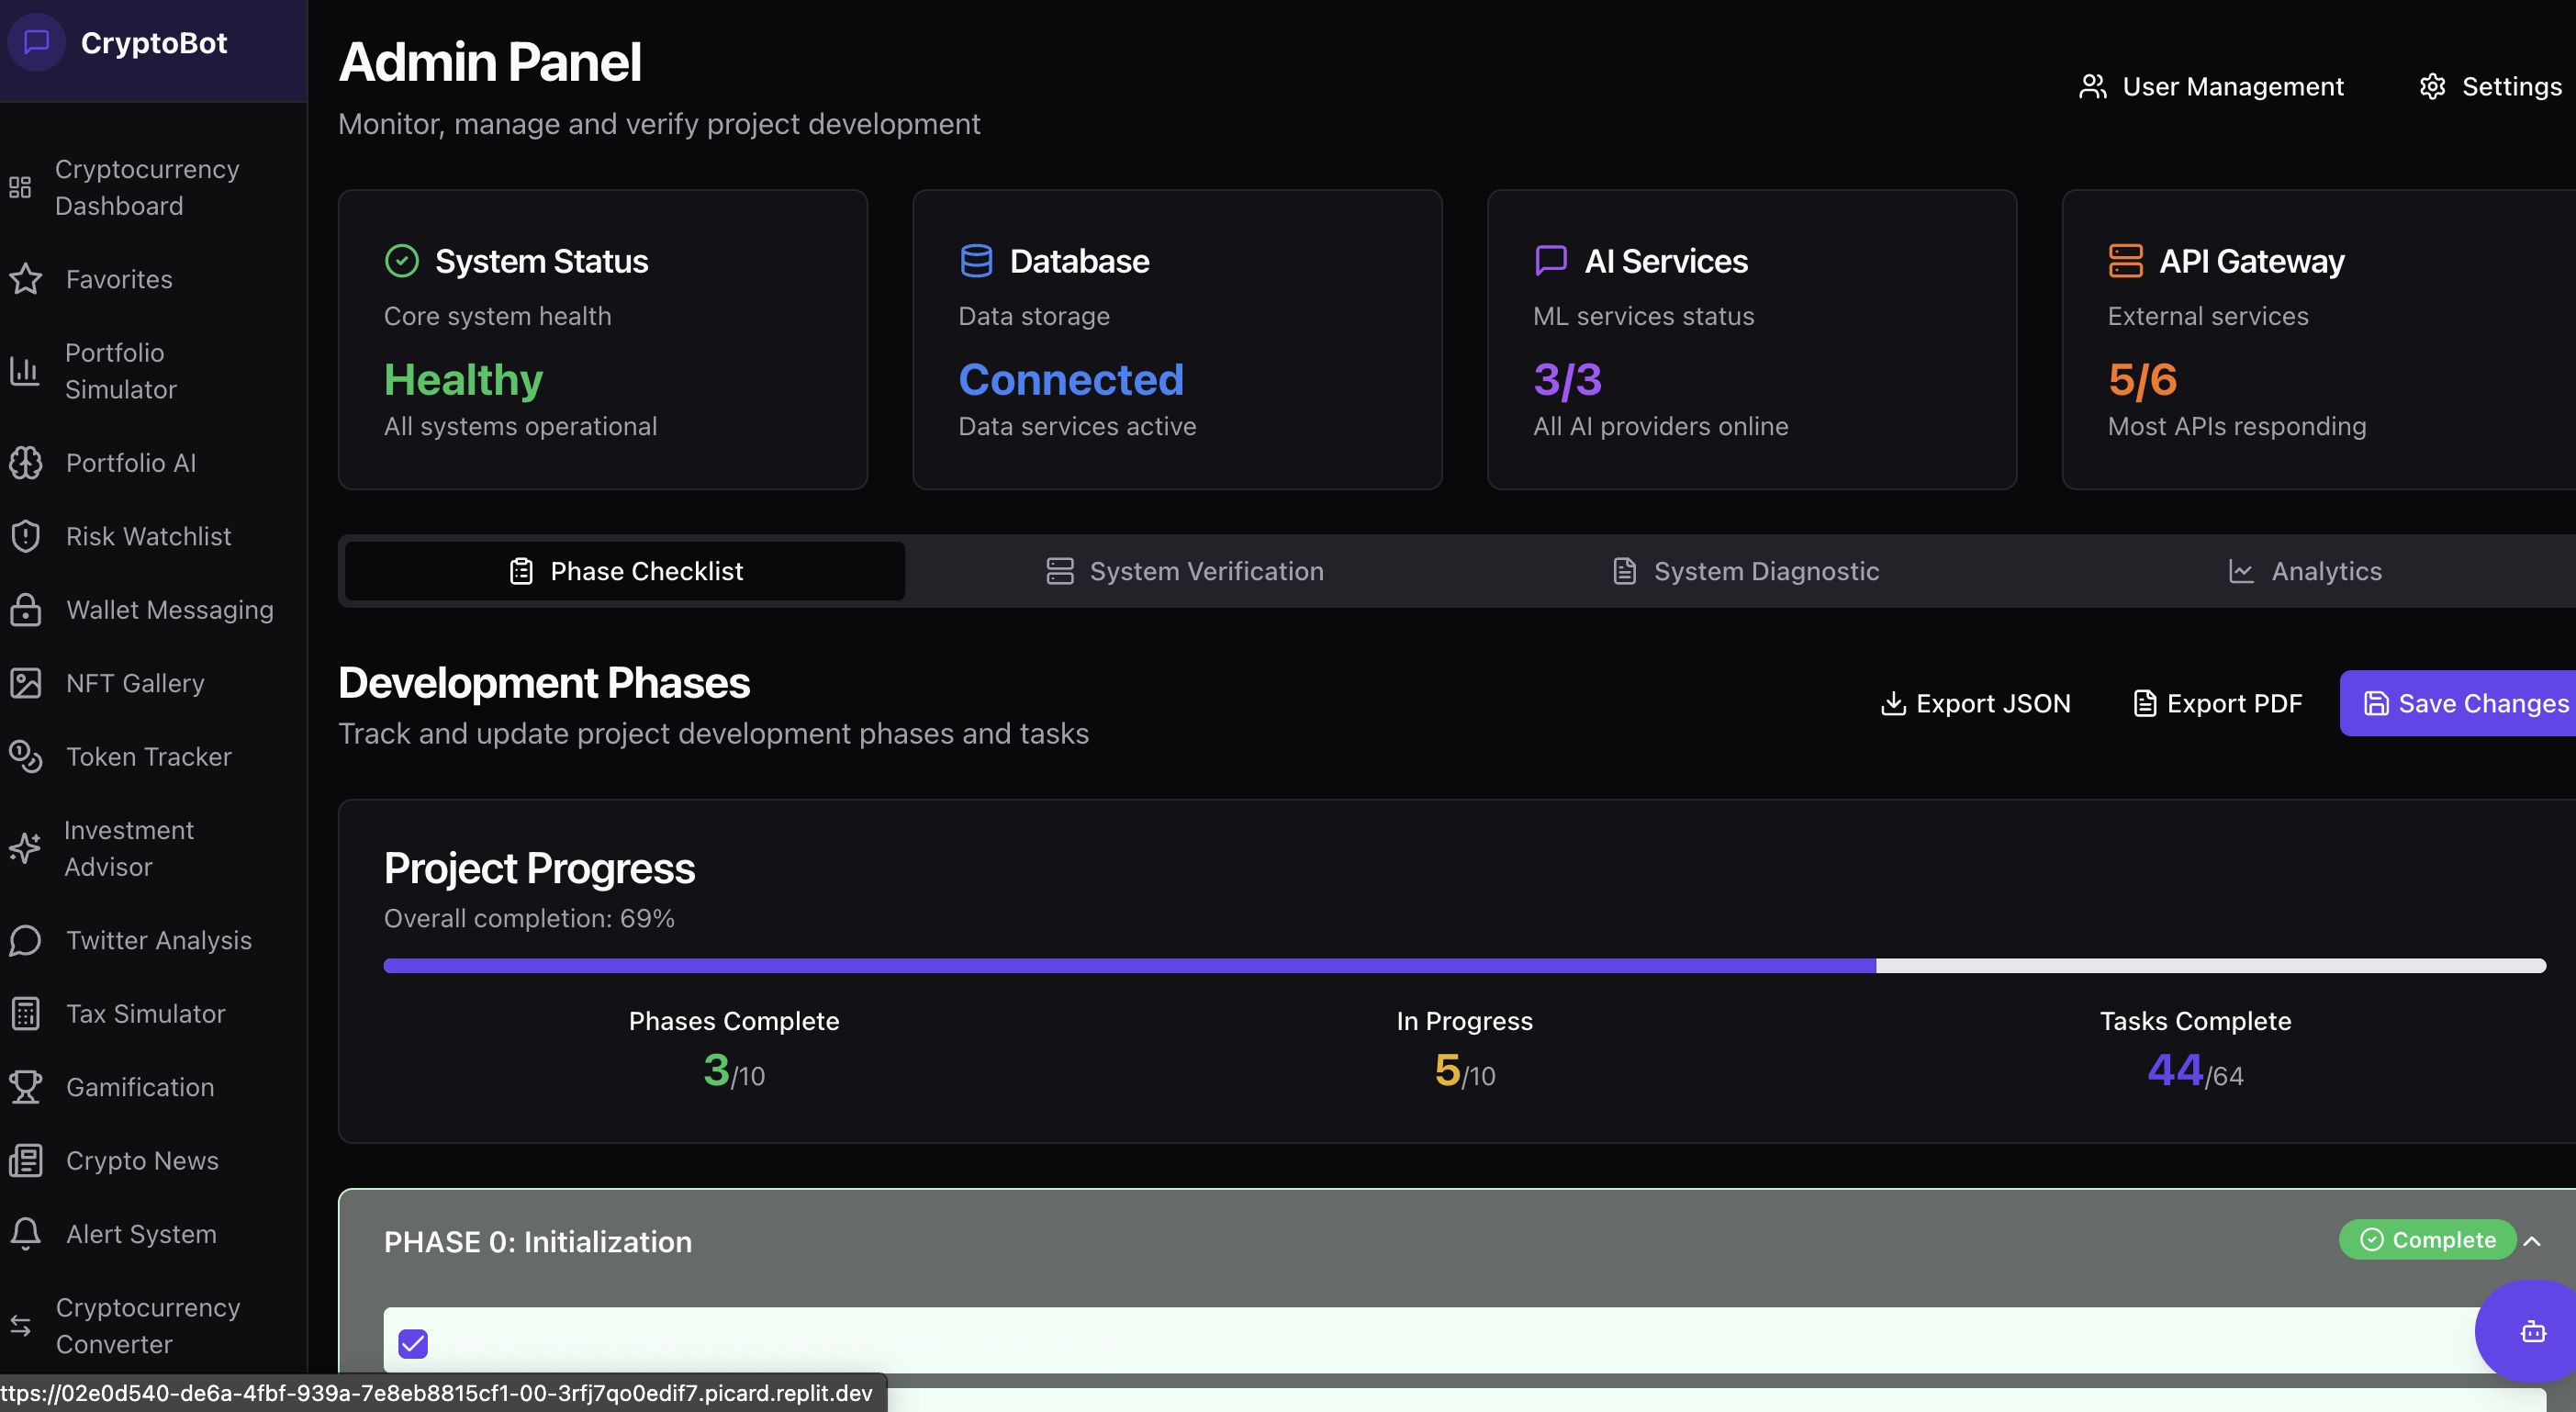 CryptoBot
Cryptocurrency
Dashboard
Favorites
Portfolio
Simulator
Portfolio AI
Risk Watchlist
Wallet Messaging
NFT Gallery
Token Tracker
Investment
Advisor
Twitter Analysis
Tax Simulator
Gamification
Crypto News
Alert System
Cryptocurrency
Converter
Admin Panel
Monitor, manage and verify project development
User Management
Settings
System Status
Core system health
Healthy
All systems operational
Database
Data storage
Connected
Data services active
AI Services
ML services status
3/3
All AI providers online
API Gateway
External services
5/6
Most APIs responding
Phase Checklist
System Verification
System Diagnostic
Analytics
Development Phases
Track and update project development phases and tasks
Export JSON
Export PDF
Save Changes
Project Progress
Overall completion: 69%
Phases Complete
3/10
In Progress
5/10
Tasks Complete
44/64
PHASE 0: Initialization
Complete
ttps://02e0d540-de6a-4fbf-939a-7e8eb8815cf1-00-3rfj7qo0edif7.picard.replit.dev